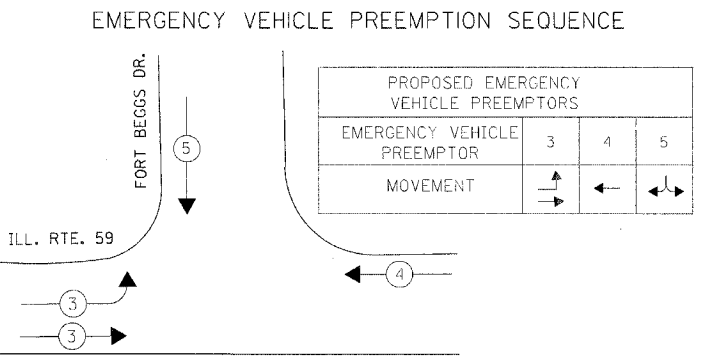 EMERGENCY VEHICLE PREEMPTION SEQUENCE
FORT BEGGS DR.
5
PROPOSED EMERGENCY
VEHICLE PREEMPTORS
EMERGENCY VEHICLE
PREEMPTOR
3
4
5
MOVEMENT
ILL. RTE. 59
4
3
3